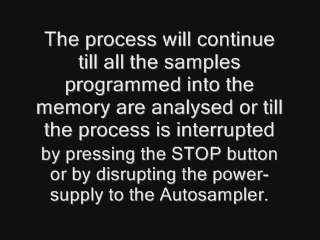 The process will continue
till all the samples
programmed into the
memory are analysed or till
the process is interrupted
by pressing the STOP button
or by disrupting the power-
supply to the Autosampler.